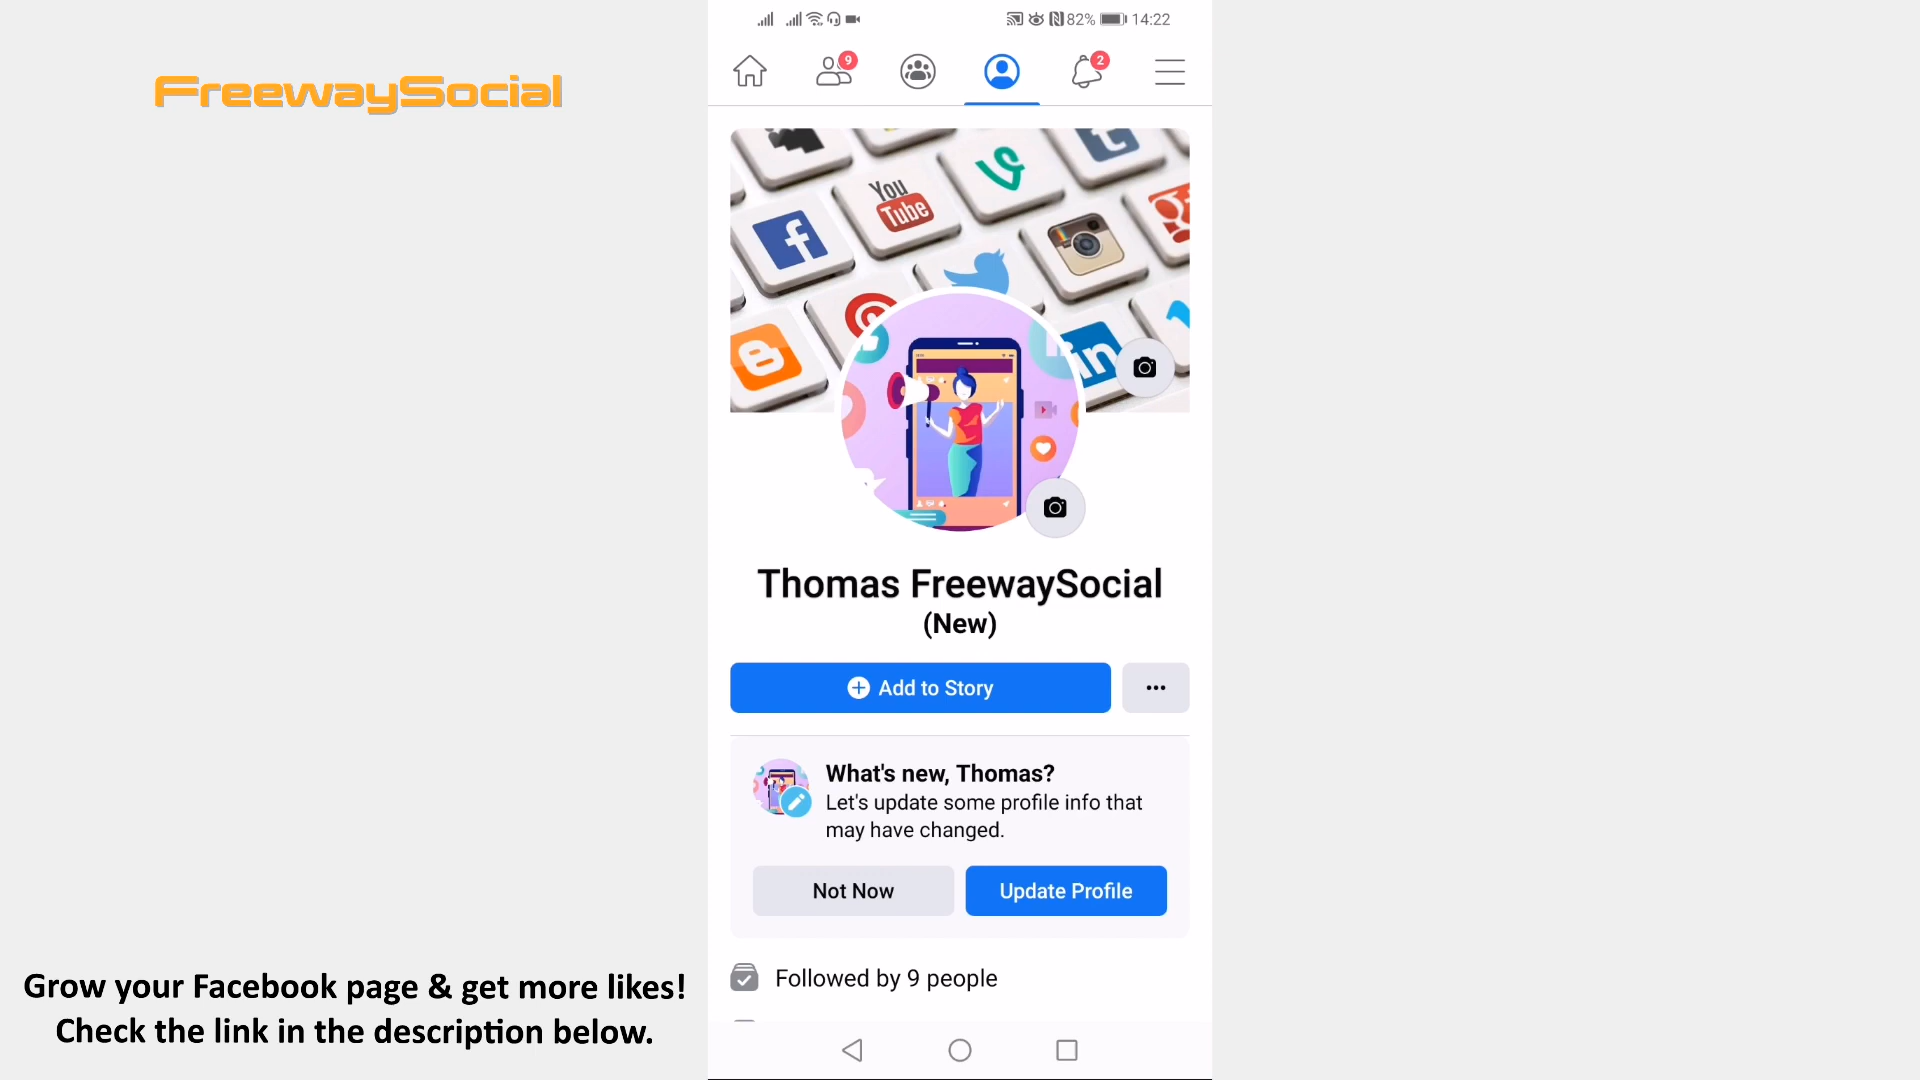 FreewaySocial
82% 14:22
9
2
You
Tube
f
t
in
Thomas FreewaySocial
(New)
Add to Story
What's new, Thomas?
Let's update some profile info that
may have changed.
Not Now
Update Profile
Followed by 9 people
Grow your Facebook page & get more likes!
Check the link in the description below.